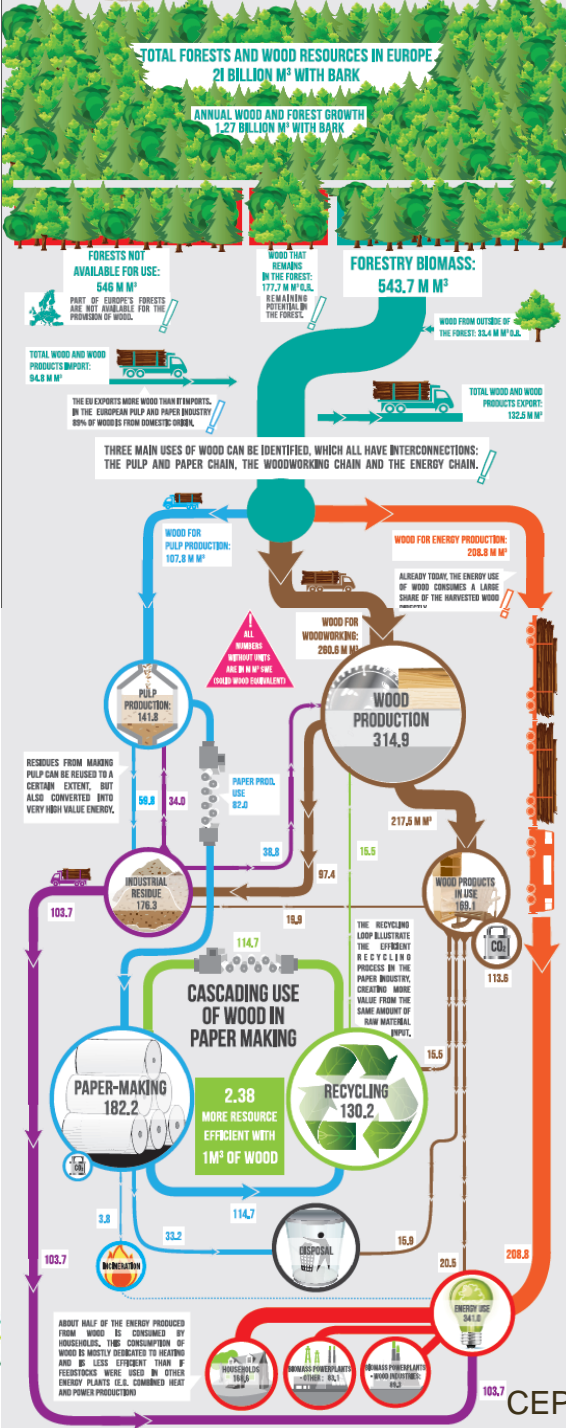 TOTAL FORESTS AND WOOD RESOURCES IN EUROPE
21 BILLION M³ WITH BARK
ANNUAL WOOD AND FOREST GROWTH
1.27 BILLION M³ WITH BARK
FORESTS NOT
AVAILABLE FOR USE:
546 M M³
PART OF EUROPE'S FORESTS
ARE NOT AVAILABLE FOR THE
PROVISION OF WOOD.
WOOD THAT
REMAINS
IN THE FOREST:
177.7 M M³ O.B.
REMAINING
POTENTIAL IN
THE FOREST.
FORESTRY BIOMASS:
543.7 M M³
WOOD FROM OUTSIDE OF
THE FOREST: 33.4 M M³ O.B.
TOTAL WOOD AND WOOD
PRODUCTS IMPORT:
94.8 M M³
THE EU EXPORTS MORE WOOD THAN IT IMPORTS.
IN THE EUROPEAN PULP AND PAPER INDUSTRY
89% OF WOOD IS FROM DOMESTIC ORIGIN.
TOTAL WOOD AND WOOD
PRODUCTS EXPORT:
132.5 M M³
THREE MAIN USES OF WOOD CAN BE IDENTIFIED, WHICH ALL HAVE INTERCONNECTIONS:
THE PULP AND PAPER CHAIN, THE WOODWORKING CHAIN AND THE ENERGY CHAIN.
WOOD FOR
PULP PRODUCTION:
107.8 M M³
WOOD FOR ENERGY PRODUCTION:
208.8 M M³
ALREADY TODAY, THE ENERGY USE
OF WOOD CONSUMES A LARGE
SHARE OF THE HARVESTED WOOD
DIRECTLY.
WOOD FOR
WOODWORKING:
260.6 M M³
ALL
NUMBERS
WITHOUT UNITS
ARE IN M M³ SWE
(SOLID WOOD EQUIVALENT)
PULP
PRODUCTION:
141.8
WOOD
PRODUCTION
314.9
RESIDUES FROM MAKING
PULP CAN BE REUSED TO A
CERTAIN EXTENT, BUT
ALSO CONVERTED INTO
VERY HIGH VALUE ENERGY.
PAPER PROD.
USE
82.0
59.8
34.0
217.5 M M³
38.8
15.5
97.4
INDUSTRIAL
RESIDUE
176.3
WOOD PRODUCTS
IN USE
169.1
103.7
19.9
CO₂
113.6
114.7
THE RECYCLING
LOOP ILLUSTRATE
THE EFFICIENT
RECYCLING
PROCESS IN THE
PAPER INDUSTRY,
CREATING MORE
VALUE FROM THE
SAME AMOUNT OF
RAW MATERIAL
INPUT.
CASCADING USE
OF WOOD IN
PAPER MAKING
15.5
PAPER-MAKING
182.2
2.38
MORE RESOURCE
EFFICIENT WITH
1M³ OF WOOD
RECYCLING
130.2
CO₂
3.8
33.2
114.7
DISPOSAL
15.9
103.7
INCINERATION
20.5
208.8
ENERGY USE
341.0
ABOUT HALF OF THE ENERGY PRODUCED
FROM WOOD IS CONSUMED BY
HOUSEHOLDS. THIS CONSUMPTION OF
WOOD IS MOSTLY DEDICATED TO HEATING
AND IS LESS EFFICIENT THAN IF
FEEDSTOCKS WERE USED IN OTHER
ENERGY PLANTS (E.G. COMBINED HEAT
AND POWER PRODUCTION)
HOUSEHOLDS
BIOMASS POWERPLANTS
- OTHER:
BIOMASS POWERPLANTS
- WOOD INDUSTRIES:
103.7
CEP